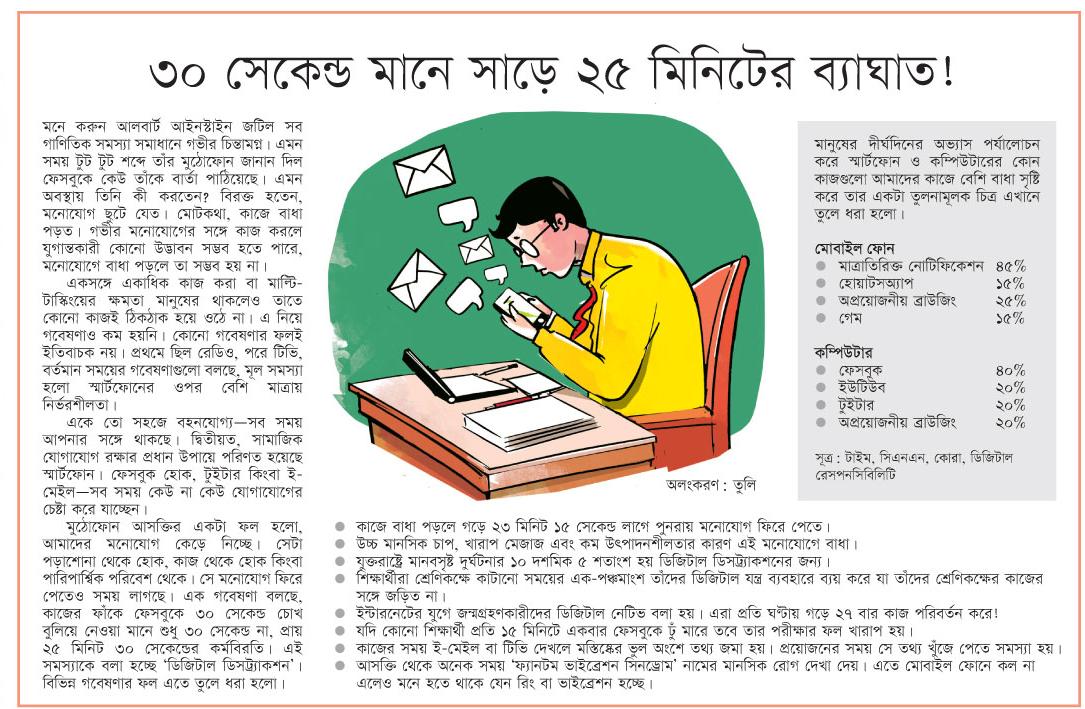 ৩০ সেকেন্ড মানে সাড়ে ২৫ মিনিটের ব্যাঘাত!
মনে করুন আলবার্ট আইনস্টাইন জটিল সব
গাণিতিক সমস্যা সমাধানে গভীর চিন্তামগ্ন। এমন
সময় টুট টুট শব্দে তাঁর মুঠোফোন জানান দিল
ফেসবুকে কেউ তাঁকে বার্তা পাঠিয়েছে। এমন
অবস্থায় তিনি কী করতেন? বিরক্ত হতেন,
মনোযোগ ছুটে যেত। মোটকথা, কাজে বাধা
পড়ত। গভীর মনোযোগের সঙ্গে কাজ করলে
যুগান্তকারী কোনো উদ্ভাবন সম্ভব হতে পারে,
মনোযোগে বাধা পড়লে তা সম্ভব হয় না।
একসঙ্গে একাধিক কাজ করা বা মাল্টি-
টাস্কিংয়ের ক্ষমতা মানুষের থাকলেও তাতে
কোনো কাজই ঠিকঠাক হয়ে ওঠে না। এ নিয়ে
গবেষণাও কম হয়নি। কোনো গবেষণার ফলই
ইতিবাচক নয়। প্রথমে ছিল রেডিও, পরে টিভি,
বর্তমান সময়ের গবেষণাগুলো বলছে, মূল সমস্যা
হলো স্মার্টফোনের ওপর বেশি মাত্রায়
নির্ভরশীলতা।
একে তো সহজে বহনযোগ্য—সব সময়
আপনার সঙ্গে থাকছে। দ্বিতীয়ত, সামাজিক
যোগাযোগ রক্ষার প্রধান উপায়ে পরিণত হয়েছে
স্মার্টফোন। ফেসবুক হোক, টুইটার কিংবা ই-
মেইল—সব সময় কেউ না কেউ যোগাযোগের
চেষ্টা করে যাচ্ছেন।
মুঠোফোন আসক্তির একটা ফল হলো,
আমাদের মনোযোগ কেড়ে নিচ্ছে। সেটা
পড়াশোনা থেকে হোক, কাজ থেকে হোক কিংবা
পারিপার্শ্বিক পরিবেশ থেকে। সে মনোযোগ ফিরে
পেতেও সময় লাগছে। এক গবেষণা বলছে,
কাজের ফাঁকে ফেসবুকে ৩০ সেকেন্ড চোখ
বুলিয়ে নেওয়া মানে শুধু ৩০ সেকেন্ড না, প্রায়
২৫ মিনিট ৩০ সেকেন্ডের কর্মবিরতি। এই
সমস্যাকে বলা হচ্ছে ‘ডিজিটাল ডিসট্র্যাকশন’।
বিভিন্ন গবেষণার ফল এতে তুলে ধরা হলো।
অলংকরণ : তুলি
● কাজে বাধা পড়লে গড়ে ২৩ মিনিট ১৫ সেকেন্ড লাগে পুনরায় মনোযোগ ফিরে পেতে।
● উচ্চ মানসিক চাপ, খারাপ মেজাজ এবং কম উৎপাদনশীলতার কারণ এই মনোযোগে বাধা।
● যুক্তরাষ্ট্রে মানবসৃষ্ট দুর্ঘটনার ১০ দশমিক ৫ শতাংশ হয় ডিজিটাল ডিসট্র্যাকশনের জন্য।
● শিক্ষার্থীরা শ্রেণিকক্ষে কাটানো সময়ের এক-পঞ্চমাংশ তাঁদের ডিজিটাল যন্ত্র ব্যবহারে ব্যয় করে যা তাঁদের শ্রেণিকক্ষের কাজের
সঙ্গে জড়িত না।
● ইন্টারনেটের যুগে জন্মগ্রহণকারীদের ডিজিটাল নেটিভ বলা হয়। এরা প্রতি ঘণ্টায় গড়ে ২৭ বার কাজ পরিবর্তন করে!
● যদি কোনো শিক্ষার্থী প্রতি ১৫ মিনিটে একবার ফেসবুকে ঢুঁ মারে তবে তার পরীক্ষার ফল খারাপ হয়।
● কাজের সময় ই-মেইল বা টিভি দেখলে মস্তিষ্কের ভুল অংশে তথ্য জমা হয়। প্রয়োজনের সময় সে তথ্য খুঁজে পেতে সমস্যা হয়।
● আসক্তি থেকে অনেক সময় ‘ফ্যানটম ভাইব্রেশন সিনড্রোম’ নামের মানসিক রোগ দেখা দেয়। এতে মোবাইল ফোনে কল না
এলেও মনে হতে থাকে যেন রিং বা ভাইব্রেশন হচ্ছে।
মানুষের দীর্ঘদিনের অভ্যাস পর্যালোচন
করে স্মার্টফোন ও কম্পিউটারের কোন
কাজগুলো আমাদের কাজে বেশি বাধা সৃষ্টি
করে তার একটা তুলনামূলক চিত্র এখানে
তুলে ধরা হলো।
মোবাইল ফোন
● মাত্রাতিরিক্ত নোটিফিকেশন ৪৫%
● হোয়াটসঅ্যাপ ১৫%
● অপ্রয়োজনীয় ব্রাউজিং ২৫%
● গেম ১৫%
কম্পিউটার
● ফেসবুক ৪০%
● ইউটিউব ২০%
● টুইটার ২০%
● অপ্রয়োজনীয় ব্রাউজিং ২০%
সূত্র : টাইম, সিএনএন, কোরা, ডিজিটাল
রেসপনসিবিলিটি